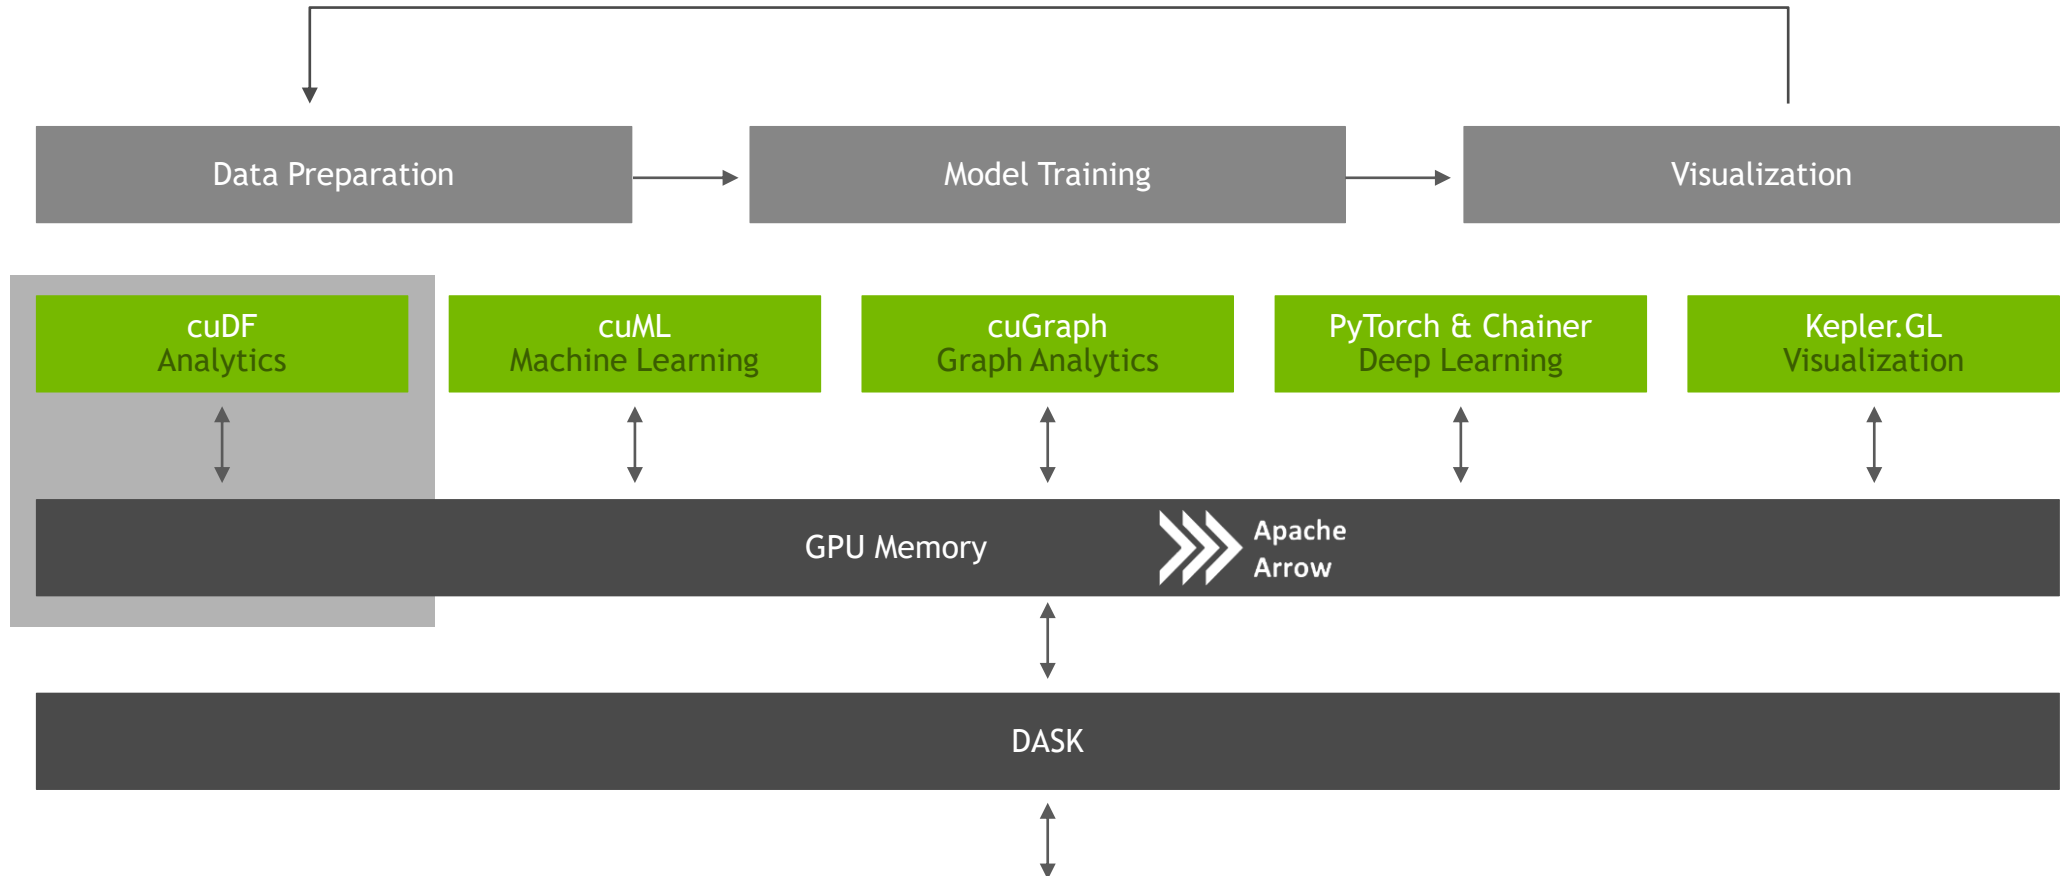 Data Preparation
Model Training
Visualization
cuDF
Analytics
cuML
Machine Learning
cuGraph
Graph Analytics
PyTorch & Chainer
Deep Learning
Kepler.GL
Visualization
GPU Memory
Apache
Arrow
DASK